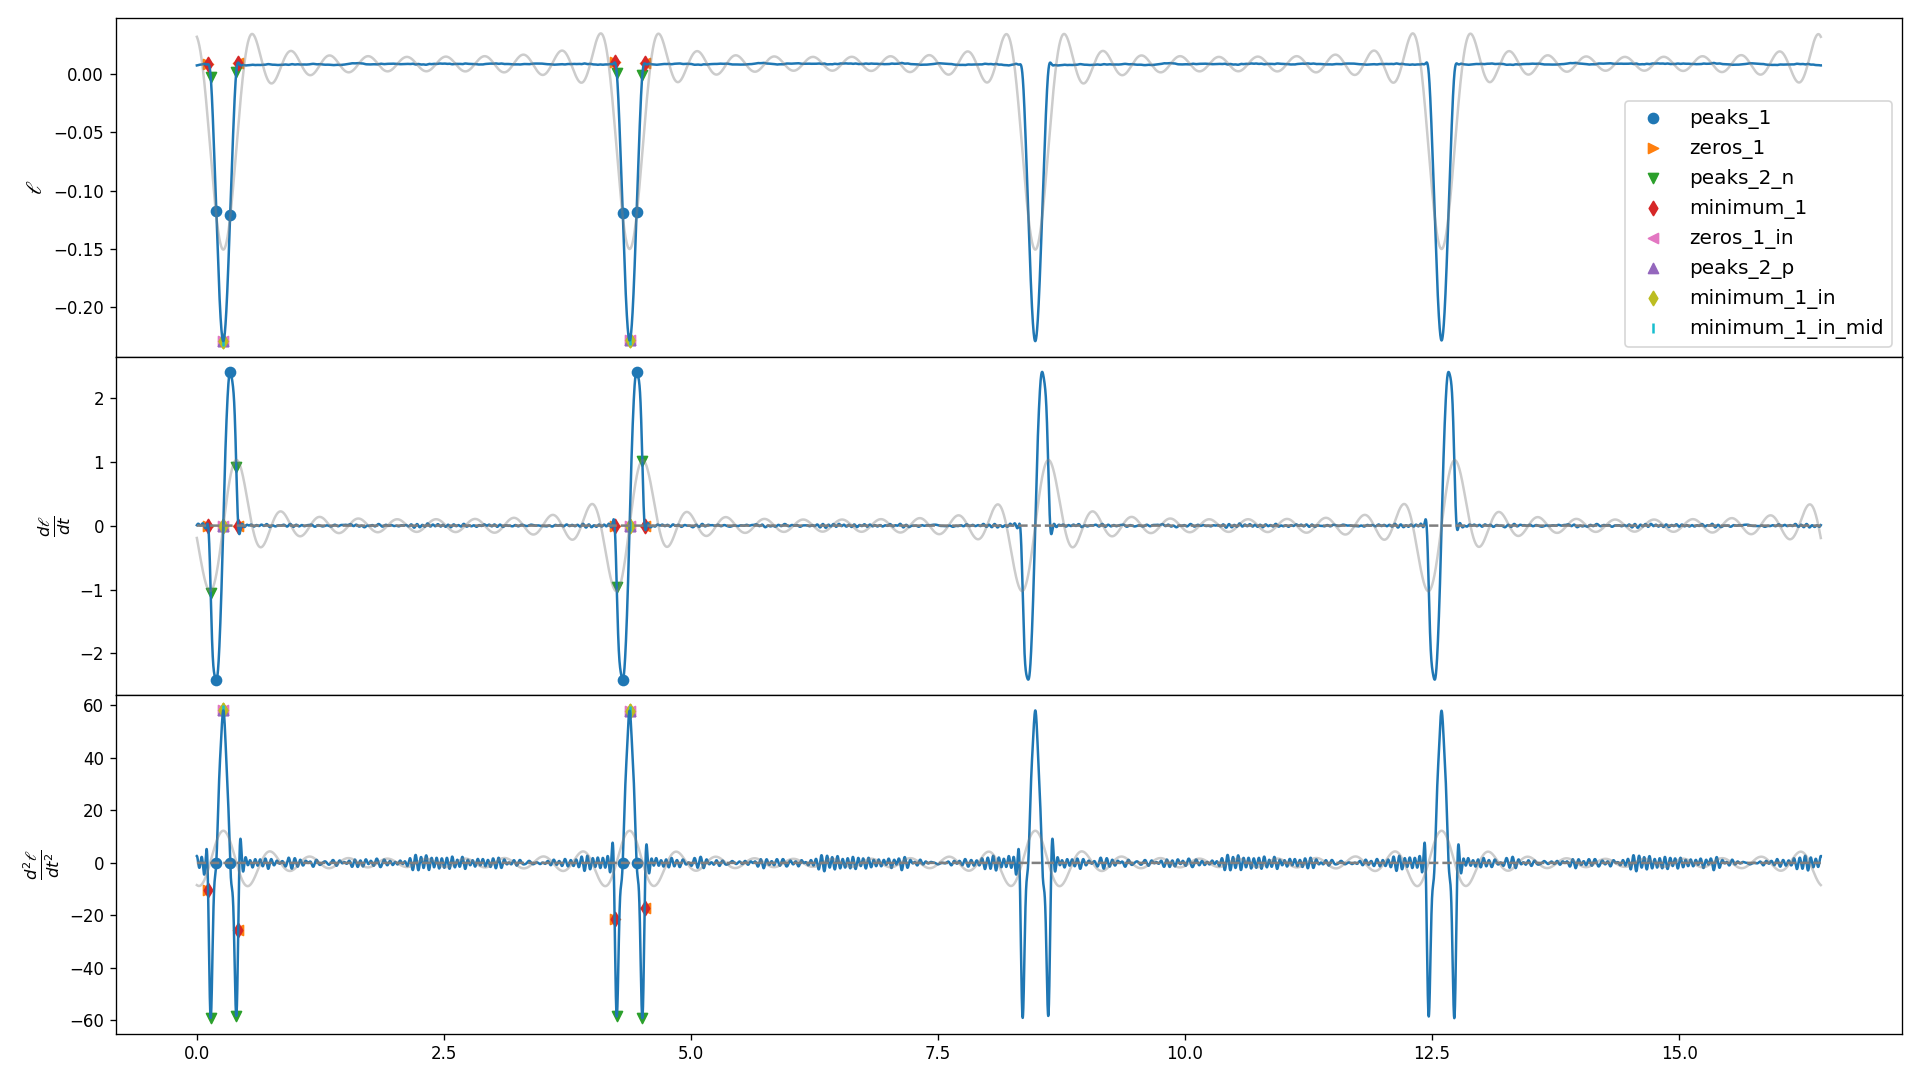 0.00
−0.05
−0.10
−0.15
−0.20
ℓ
peaks_1
zeros_1
peaks_2_n
minimum_1
zeros_1_in
peaks_2_p
minimum_1_in
minimum_1_in_mid
2
1
0
−1
−2
dℓ
dt
60
40
20
0
−20
−40
−60
d²ℓ
dt²
0.0 2.5 5.0 7.5 10.0 12.5 15.0